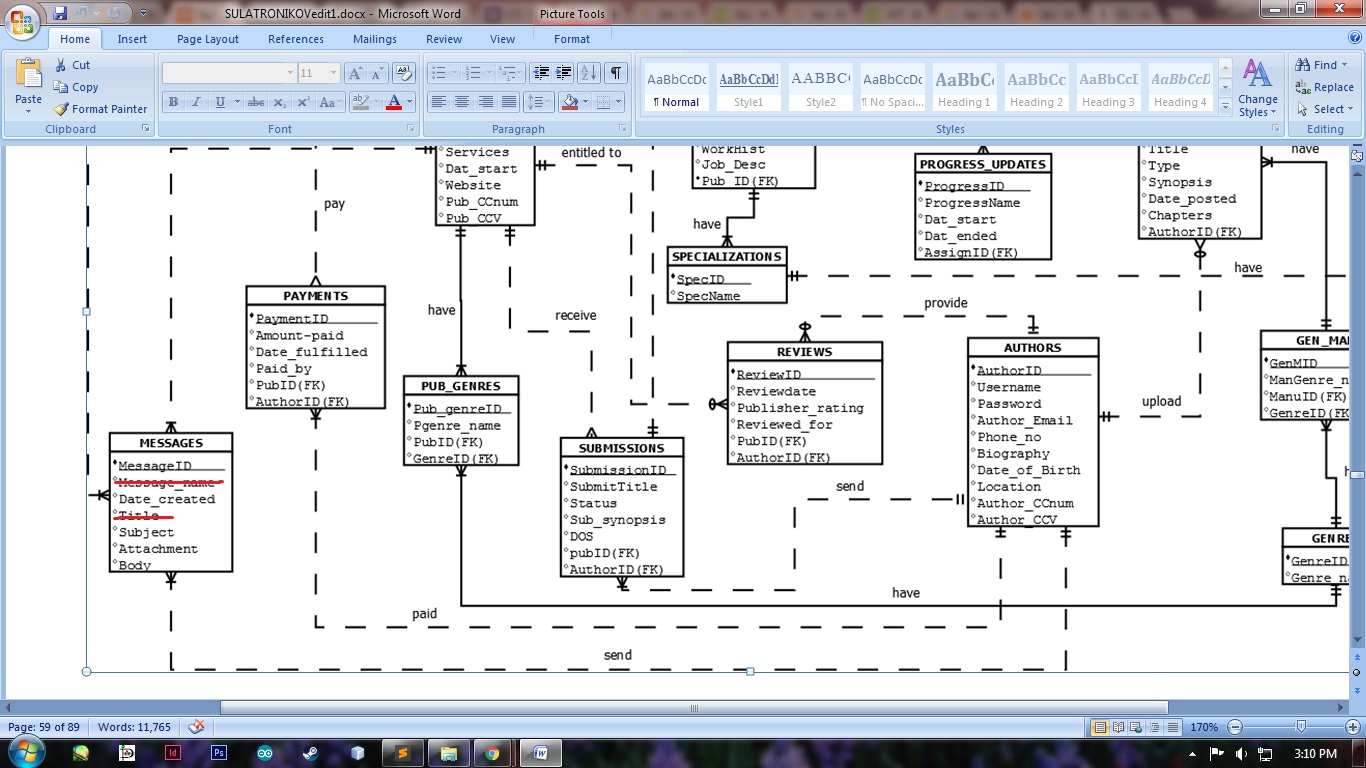 SULATRONIKOVedit1.docx - Microsoft Word
Picture Tools
Home
Insert
Page Layout
References
Mailings
Review
View
Format
Paste
Cut
Copy
Format Painter
Clipboard
11
Font
Paragraph
AaBbCcDc
¶ Normal
AaBbCcDdI
Style1
AABBC
Style2
AaBbCcDc
¶ No Spaci...
AaBbC
Heading 1
AaBbCc
Heading 2
AaBbCcI
Heading 3
AaBbCcD
Heading 4
Change
Styles
Styles
Find
Replace
Select
Editing
pay
Services
Dat_start
Website
Pub_CCnum
Pub_CCV
entitled to
WorkHist
Job_Desc
Pub_ID(FK)
have
SPECIALIZATIONS
SpecID
SpecName
PROGRESS_UPDATES
ProgressID
ProgressName
Dat_start
Dat_ended
AssignID(FK)
Title
Type
Synopsis
Date_posted
Chapters
AuthorID(FK)
have
have
PAYMENTS
PaymentID
Amount-paid
Date_fulfilled
Paid_by
PubID(FK)
AuthorID(FK)
have
receive
PUB_GENRES
Pub_genreID
Pgenre_name
PubID(FK)
GenreID(FK)
provide
REVIEWS
ReviewID
Reviewdate
Publisher_rating
Reviewed_for
PubID(FK)
AuthorID(FK)
AUTHORS
AuthorID
Username
Password
Author_Email
Phone_no
Biography
Date_of_Birth
Location
Author_CCnum
Author_CCV
upload
GEN_MA
GenMID
ManGenre_n
ManuID(FK)
GenreID(FK
MESSAGES
MessageID
Message_name
Date_created
Title
Subject
Attachment
Body
SUBMISSIONS
SubmissionID
SubmitTitle
Status
Sub_synopsis
DOS
pubID(FK)
AuthorID(FK)
send
GENRE
GenreID
Genre_na
have
paid
send
Page: 59 of 89
Words: 11,765
170%
3:10 PM